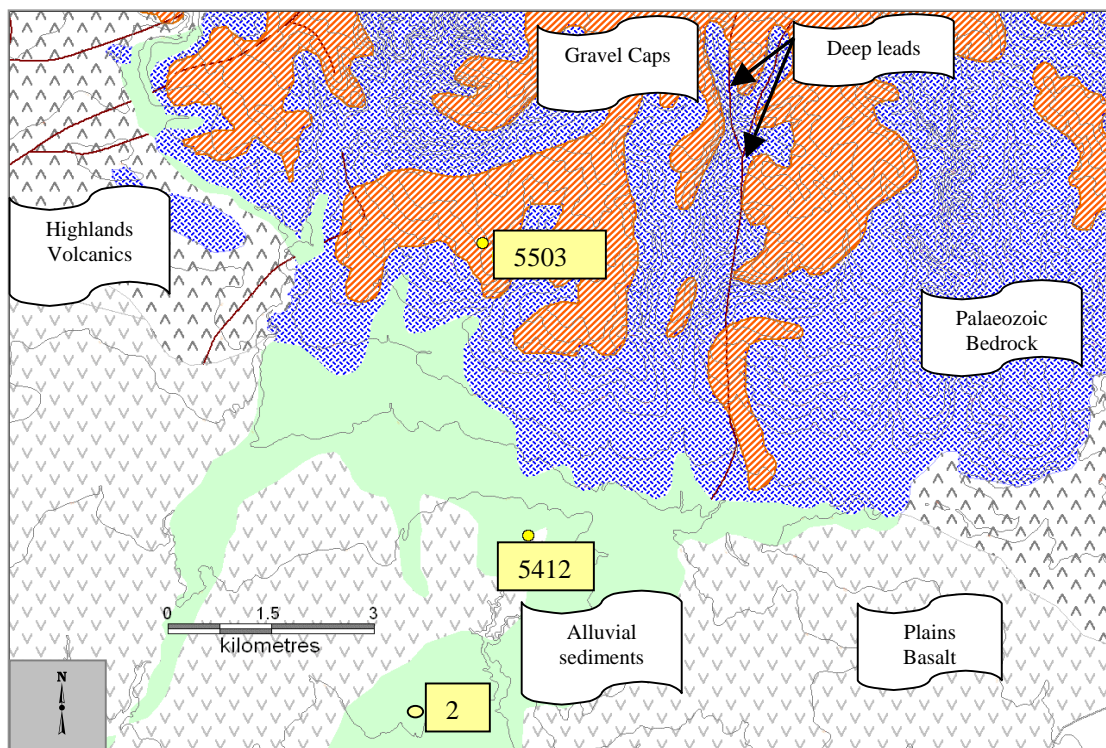 Gravel Caps
Deep leads
Highlands
Volcanics
5503
Palaeozoic
Bedrock
5412
0 1.5 3
kilometres
Alluvial
sediments
Plains
Basalt
N
2